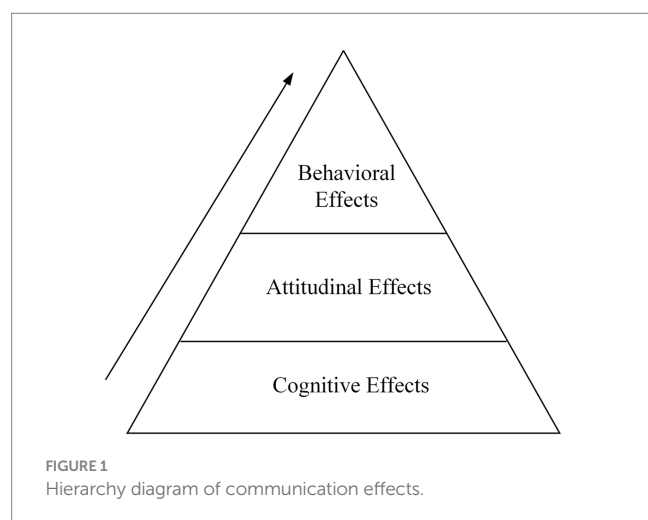 Behavioral
Effects
Attitudinal Effects
Cognitive Effects
FIGURE 1
Hierarchy diagram of communication effects.